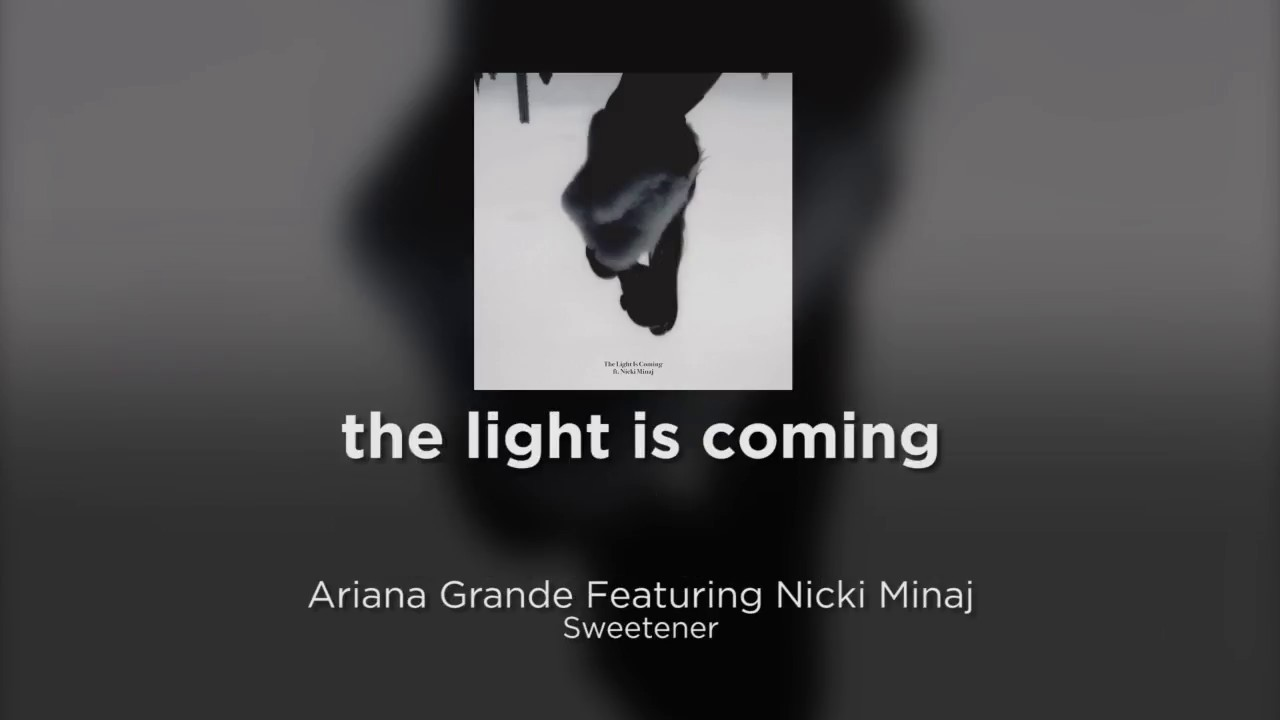 The Light Is Coming
ft. Nicki Minaj
the light is coming
Ariana Grande Featuring Nicki Minaj
Sweetener